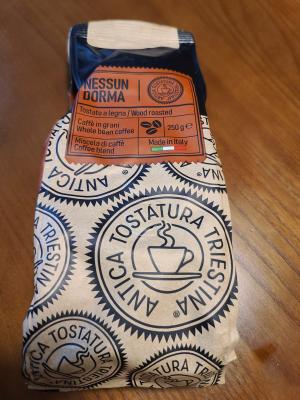 NESSUN
DORMA
Tostato a legna / Wood roasted
Caffè in grani
Whole bean coffee
250 g e
Miscela di caffè
Coffee blend
Made in Italy
ANTICA TOSTATURA TRIESTINA ®
ANTICA
ANTICA TOSTATURA